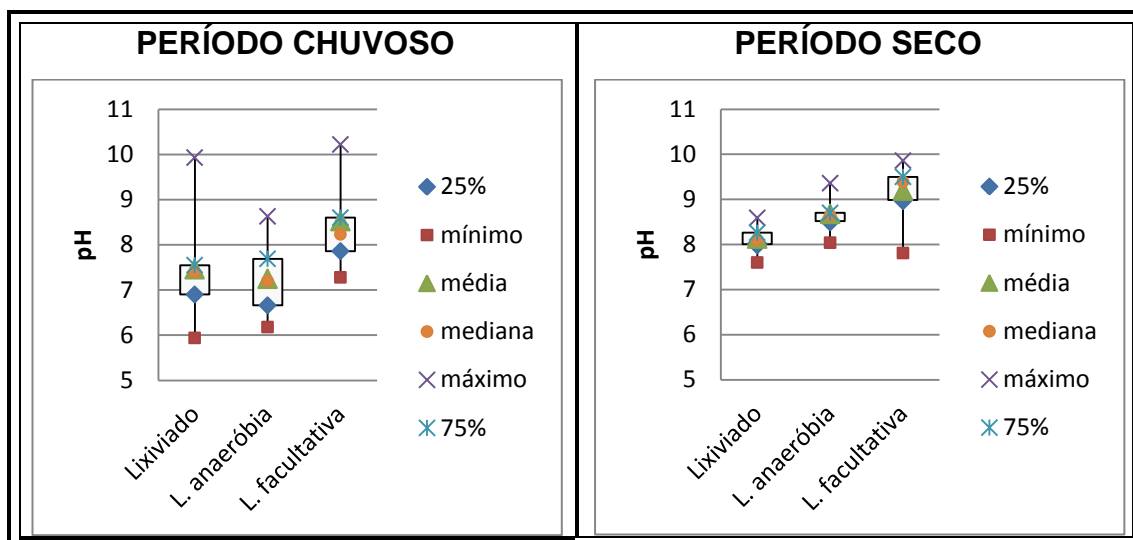 PERÍODO CHUVOSO
pH
11
10
9
8
7
6
5
Lixiviado
L. anaeróbia
L. facultativa
25%
mínimo
média
mediana
máximo
75%
PERÍODO SECO
pH
11
10
9
8
7
6
5
Lixiviado
L. anaeróbia
L. facultativa
25%
mínimo
média
mediana
máximo
75%